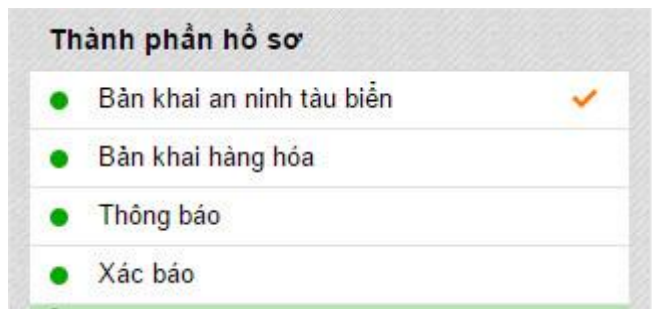 Thành phần hồ sơ
Bản khai an ninh tàu biển
Bản khai hàng hóa
Thông báo
Xác báo